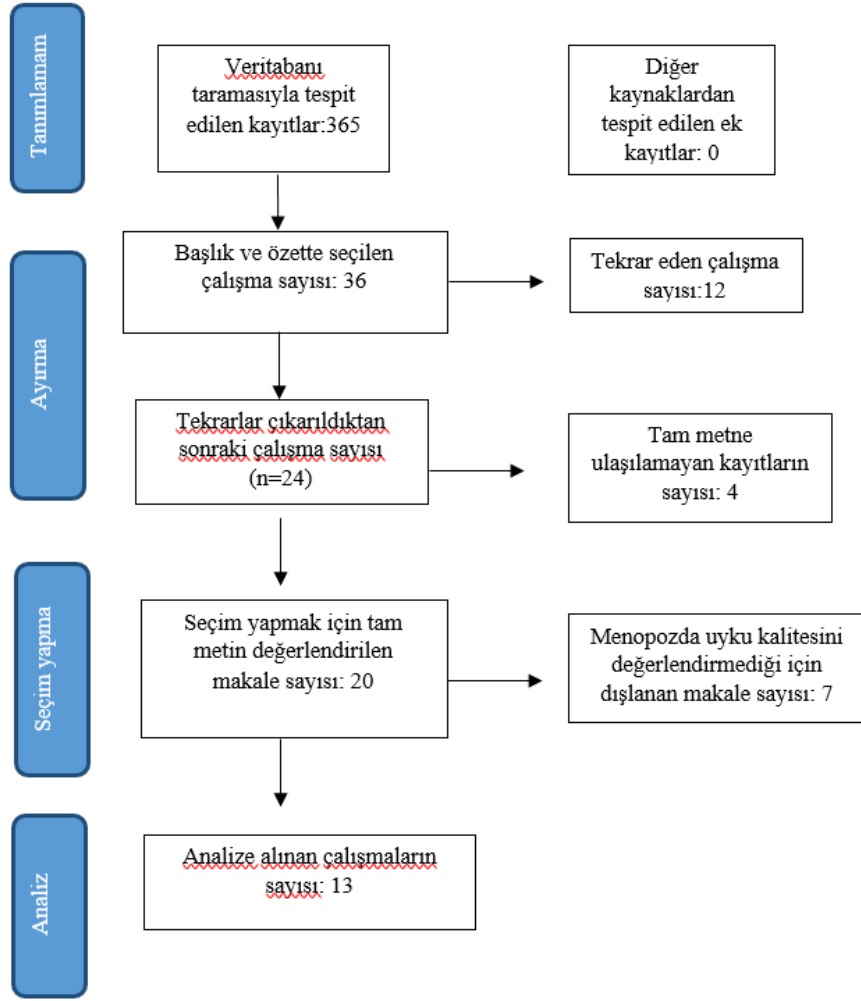 Tanımlamam
Veritabanı
taramasıyla tespit
edilen kayıtlar:365
Diğer
kaynaklardan
tespit edilen ek
kayıtlar: 0
Ayırma
Başlık ve özette seçilen
çalışma sayısı: 36
Tekrar eden çalışma
sayısı:12
Tekrarlar çıkarıldıktan
sonraki çalışma sayısı
(n=24)
Tam metne
ulaşılamayan kayıtların
sayısı: 4
Seçim yapma
Seçim yapmak için tam
metin değerlendirilen
makale sayısı: 20
Menopozda uyku kalitesini
değerlendirmediği için
dışlanan makale sayısı: 7
Analiz
Analize alınan çalışmaların
sayısı: 13